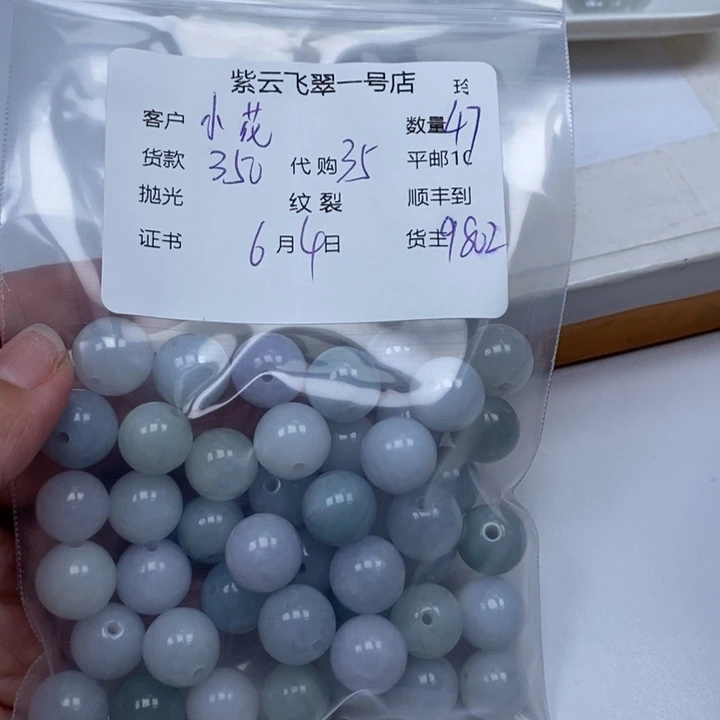 紫云飞翠一号店
客户 小花 数量 47
货款 350 代购 35 平邮10
抛光 纹裂 顺丰到
证书 6月4日 货主 9802